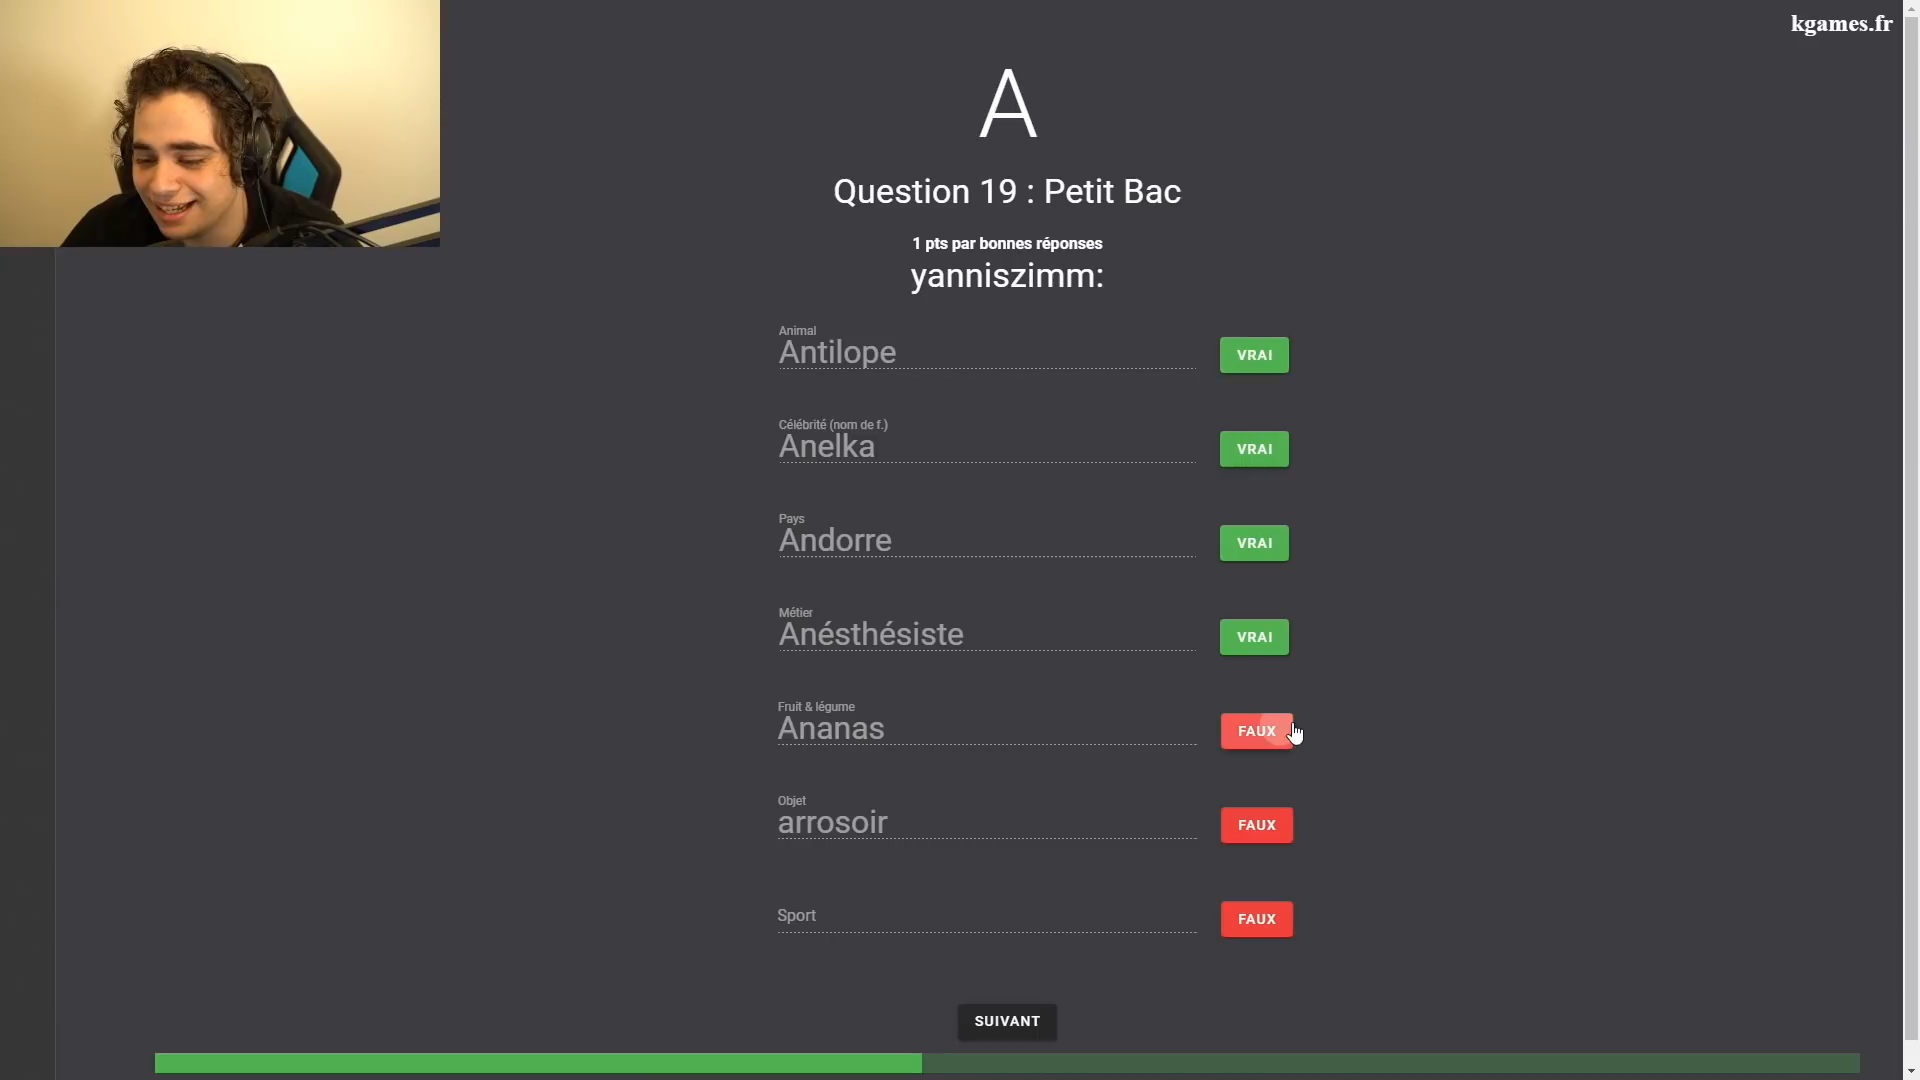 kgames.fr
A
Question 19 : Petit Bac
1 pts par bonnes réponses
yanniszimm:
Animal
Antilope
VRAI
Célébrité (nom de f.)
Anelka
VRAI
Pays
Andorre
VRAI
Métier
Anésthésiste
VRAI
Fruit & légume
Ananas
FAUX
Objet
arrosoir
FAUX
Sport
FAUX
SUIVANT